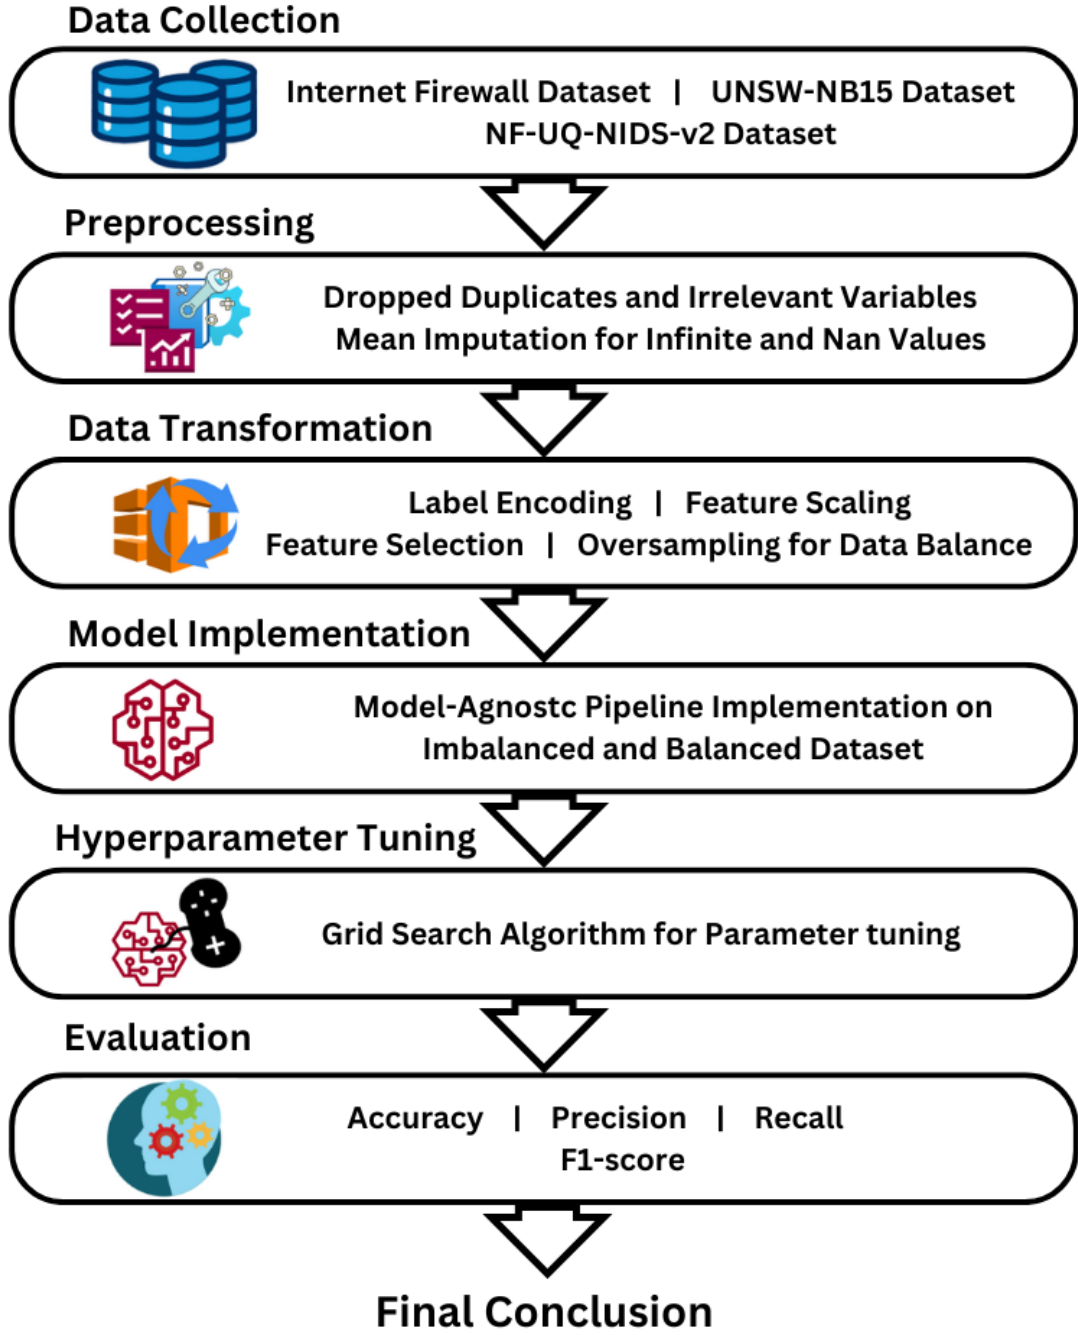 Data Collection
Internet Firewall Dataset | UNSW-NB15 Dataset
NF-UQ-NIDS-v2 Dataset
Preprocessing
Dropped Duplicates and Irrelevant Variables
Mean Imputation for Infinite and Nan Values
Data Transformation
Label Encoding | Feature Scaling
Feature Selection | Oversampling for Data Balance
Model Implementation
Model-Agnostc Pipeline Implementation on
Imbalanced and Balanced Dataset
Hyperparameter Tuning
Grid Search Algorithm for Parameter tuning
Evaluation
Accuracy | Precision | Recall
F1-score
Final Conclusion